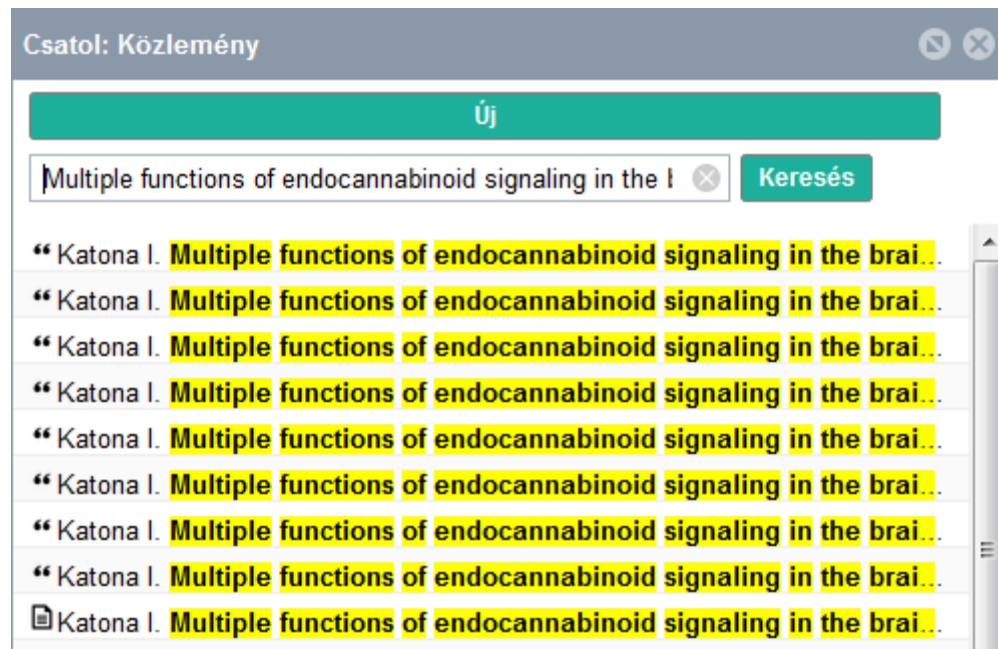 Csatol: Közlemény
Új
Multiple functions of endocannabinoid signaling in the
Keresés
“ Katona I. Multiple functions of endocannabinoid signaling in the brai...
“ Katona I. Multiple functions of endocannabinoid signaling in the brai...
“ Katona I. Multiple functions of endocannabinoid signaling in the brai...
“ Katona I. Multiple functions of endocannabinoid signaling in the brai...
“ Katona I. Multiple functions of endocannabinoid signaling in the brai...
“ Katona I. Multiple functions of endocannabinoid signaling in the brai...
“ Katona I. Multiple functions of endocannabinoid signaling in the brai...
“ Katona I. Multiple functions of endocannabinoid signaling in the brai...
Katona I. Multiple functions of endocannabinoid signaling in the brai...